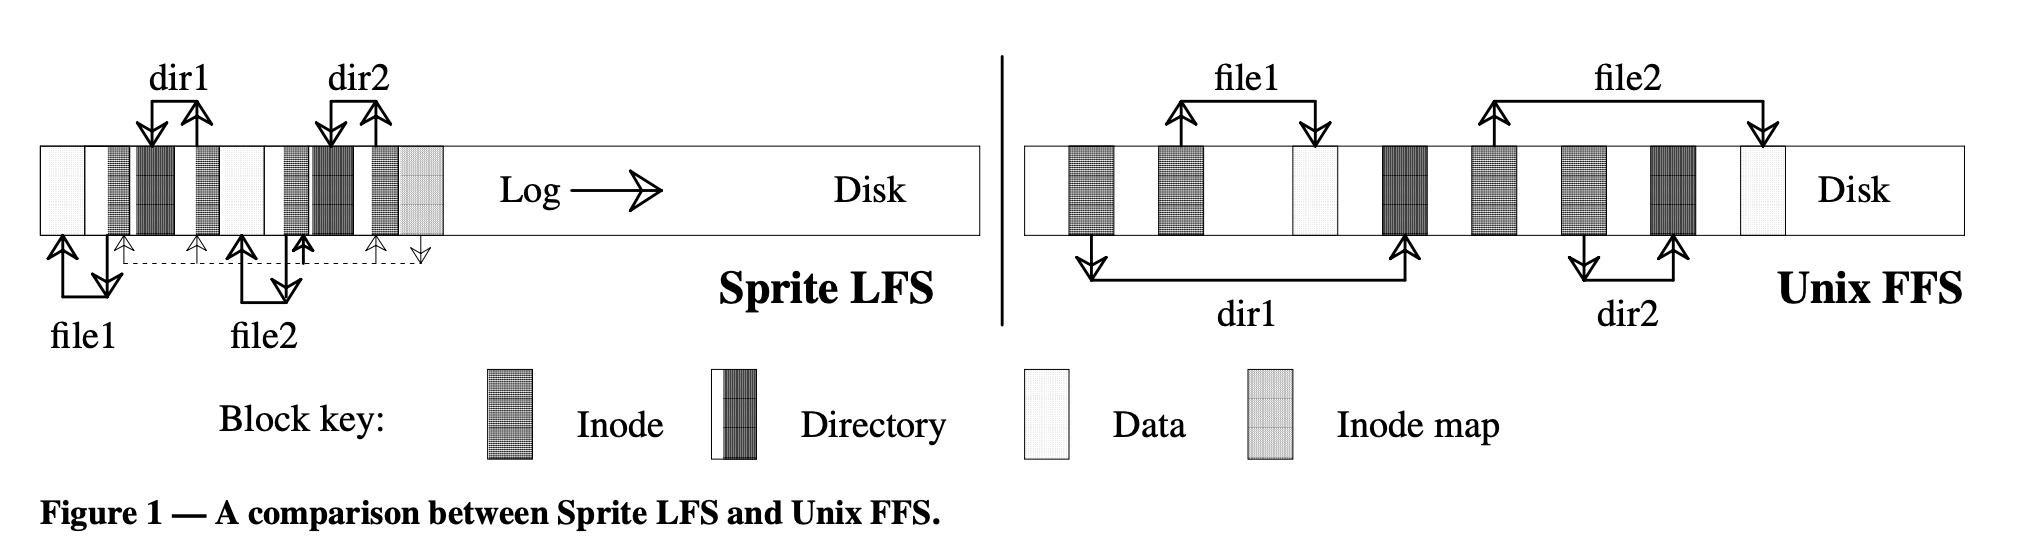 dir1 dir2
Log Disk
Sprite LFS
file1 file2
file1 file2
Disk
Unix FFS
dir1 dir2
Block key: Inode Directory Data Inode map
Figure 1 — A comparison between Sprite LFS and Unix FFS.